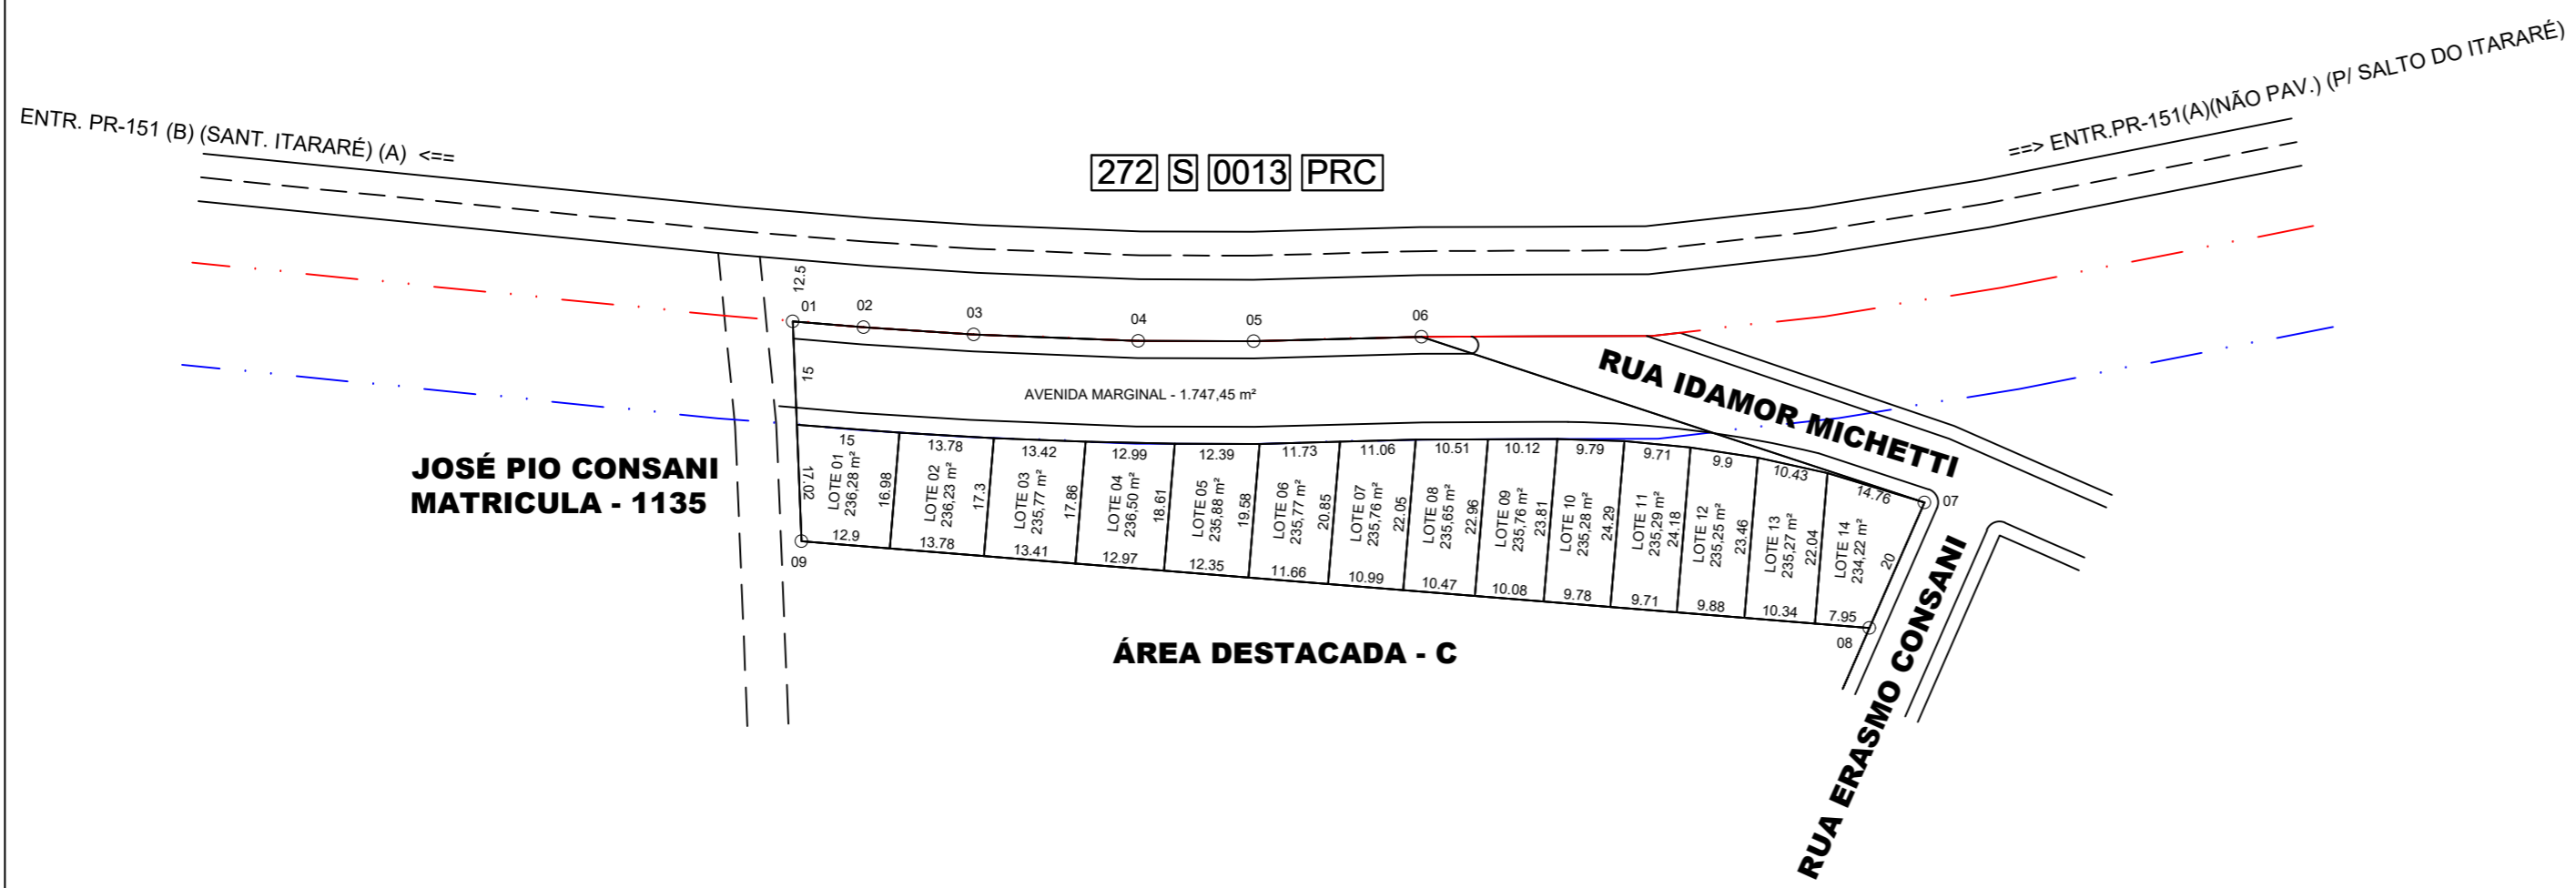 ENTR. PR-151 (B) (SANT. ITARARÉ) (A) <==
==> ENTR.PR-151(A)(NÃO PAV.) (P/ SALTO DO ITARARÉ)
272 S 0013 PRC
12.5
01
02
03
04
05
06
15
AVENIDA MARGINAL - 1.747,45 m²
RUA IDAMOR MICHETTI
JOSÉ PIO CONSANI
MATRICULA - 1135
15
13.78
13.42
12.99
12.39
11.73
11.06
10.51
10.12
9.79
9.71
9.9
10.43
14.76
07
17.02
LOTE 01
236,28 m²
16.98
LOTE 02
236,23 m²
17.3
LOTE 03
235,77 m²
17.86
LOTE 04
236,50 m²
18.61
LOTE 05
235,88 m²
19.58
LOTE 06
235,77 m²
20.85
LOTE 07
235,76 m²
22.05
LOTE 08
235,65 m²
22.96
LOTE 09
235,76 m²
23.81
LOTE 10
235,28 m²
24.29
LOTE 11
235,29 m²
24.18
LOTE 12
235,25 m²
23.46
LOTE 13
235,27 m²
22.04
LOTE 14
234,22 m²
20
12.9
13.78
13.41
12.97
12.35
11.66
10.99
10.47
10.08
9.78
9.71
9.88
10.34
7.95
09
08
ÁREA DESTACADA - C
RUA ERASMO CONSANI